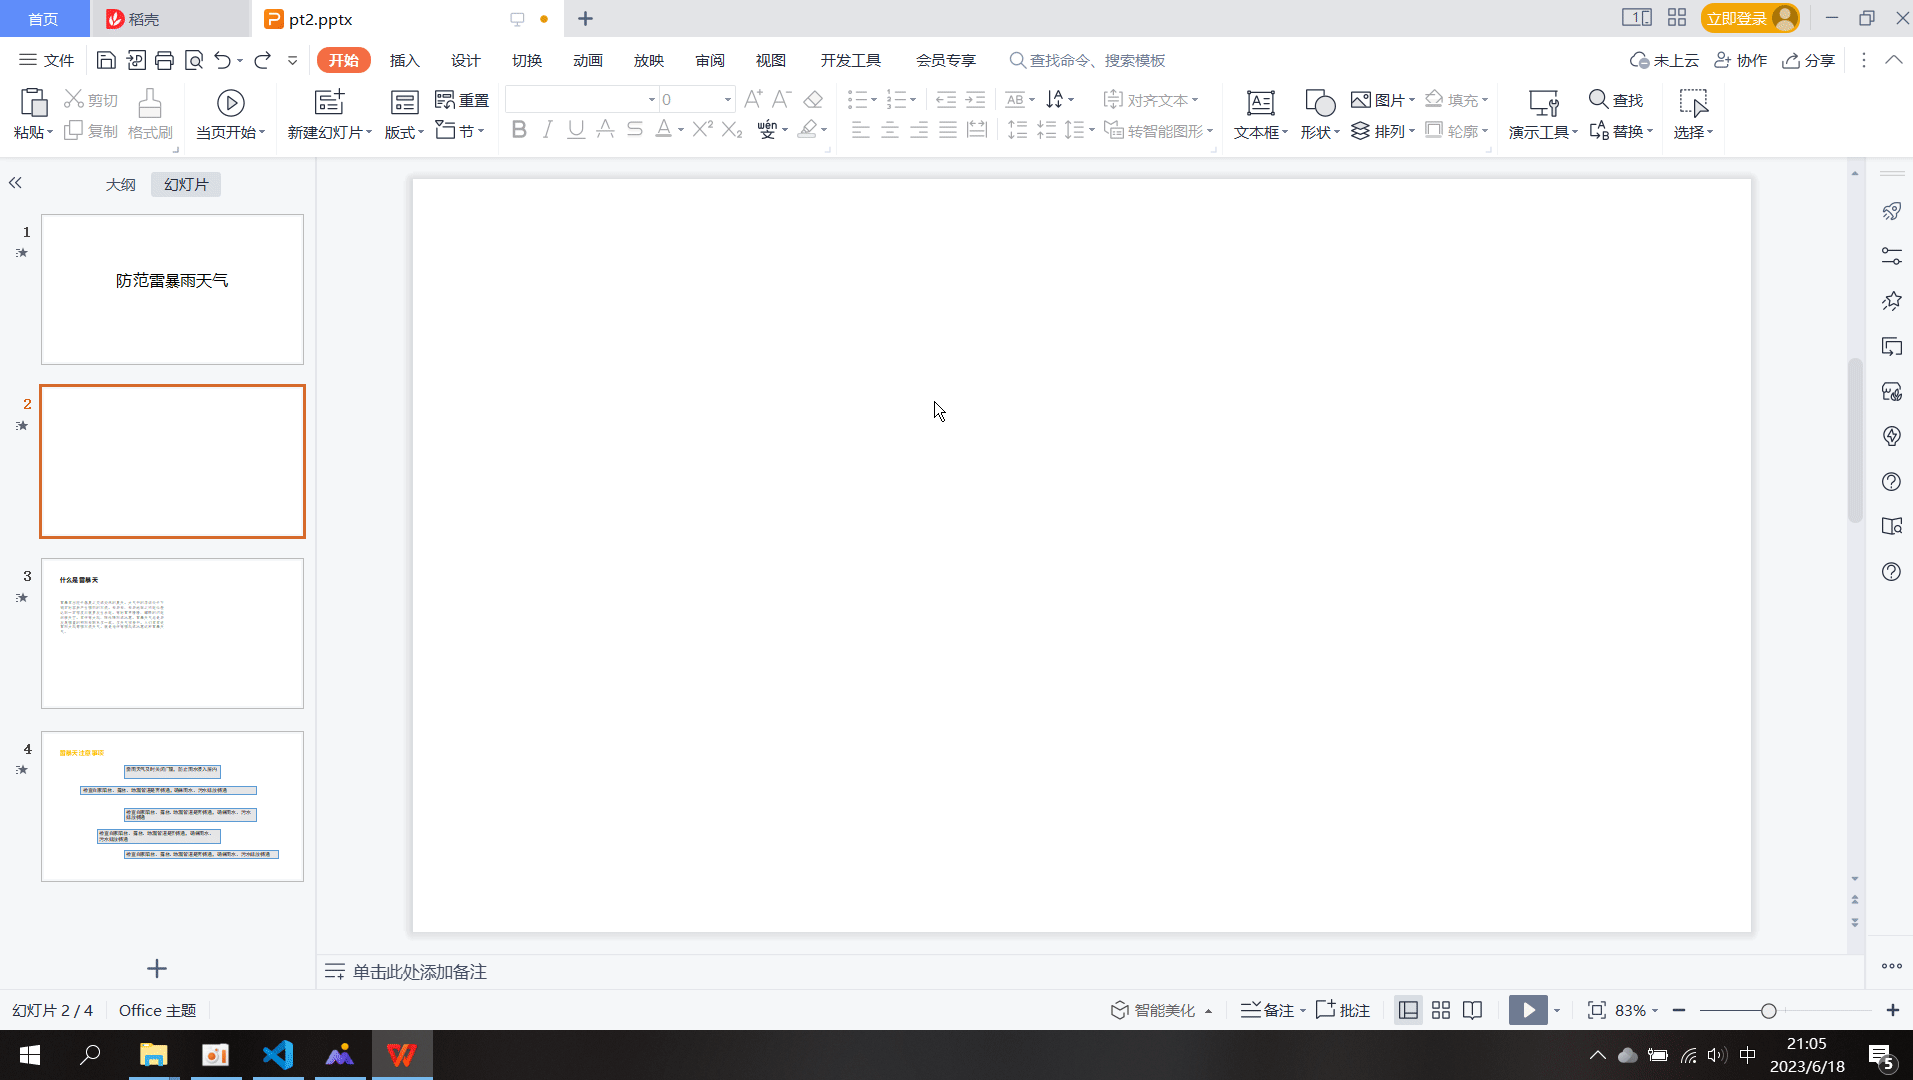 首页
稻壳
pt2.pptx
立即登录
文件
开始
插入
设计
切换
动画
放映
审阅
视图
开发工具
会员专享
查找命令、搜索模板
未上云
协作
分享
粘贴
剪切
复制
格式刷
当页开始
新建幻灯片
版式
重置
节
0
对齐文本
转智能图形
文本框
形状
图片
排列
填充
轮廓
演示工具
查找
替换
选择
大纲
幻灯片
1
防范雷暴雨天气
2
3
什么是雷暴天
4
雷暴天注意事项
单击此处添加备注
幻灯片 2 / 4
Office 主题
智能美化
备注
批注
83%
中
21:05
2023/6/18
5